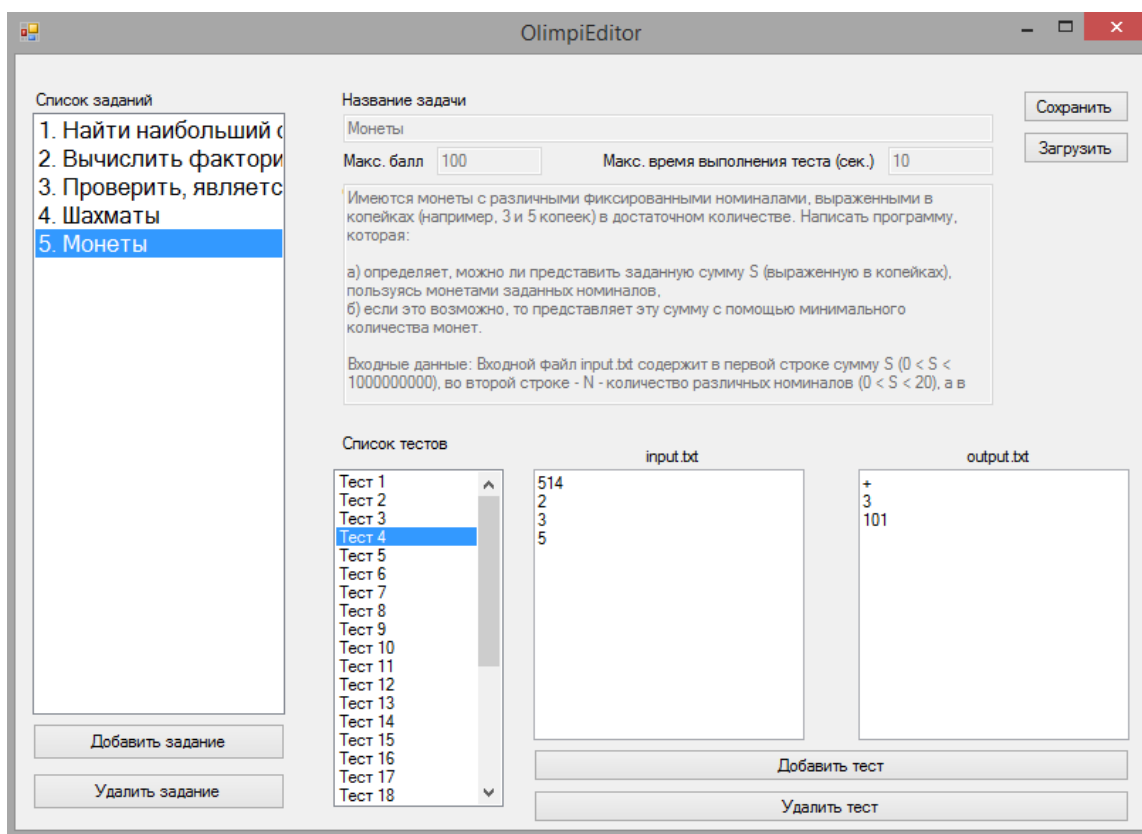 OlimpiEditor
Список заданий
1. Найти наибольший
2. Вычислить фактори
3. Проверить, являетс
4. Шахматы
5. Монеты
Добавить задание
Удалить задание
Название задачи
Монеты
Макс. балл 100 Макс. время выполнения теста (сек.) 10
Имеются монеты с различными фиксированными номиналами, выраженными в
копейках (например, 3 и 5 копеек) в достаточном количестве. Написать программу,
которая:
а) определяет, можно ли представить заданную сумму S (выраженную в копейках),
пользуясь монетами заданных номиналов,
б) если это возможно, то представляет эту сумму с помощью минимального
количества монет.
Входные данные: Входной файл input.txt содержит в первой строке сумму S (0 < S <
1000000000), во второй строке - N - количество различных номиналов (0 < S < 20), а в
Сохранить
Загрузить
Список тестов
Тест 1
Тест 2
Тест 3
Тест 4
Тест 5
Тест 6
Тест 7
Тест 8
Тест 9
Тест 10
Тест 11
Тест 12
Тест 13
Тест 14
Тест 15
Тест 16
Тест 17
Тест 18
input.txt
514
2
3
5
output.txt
+
3
101
Добавить тест
Удалить тест